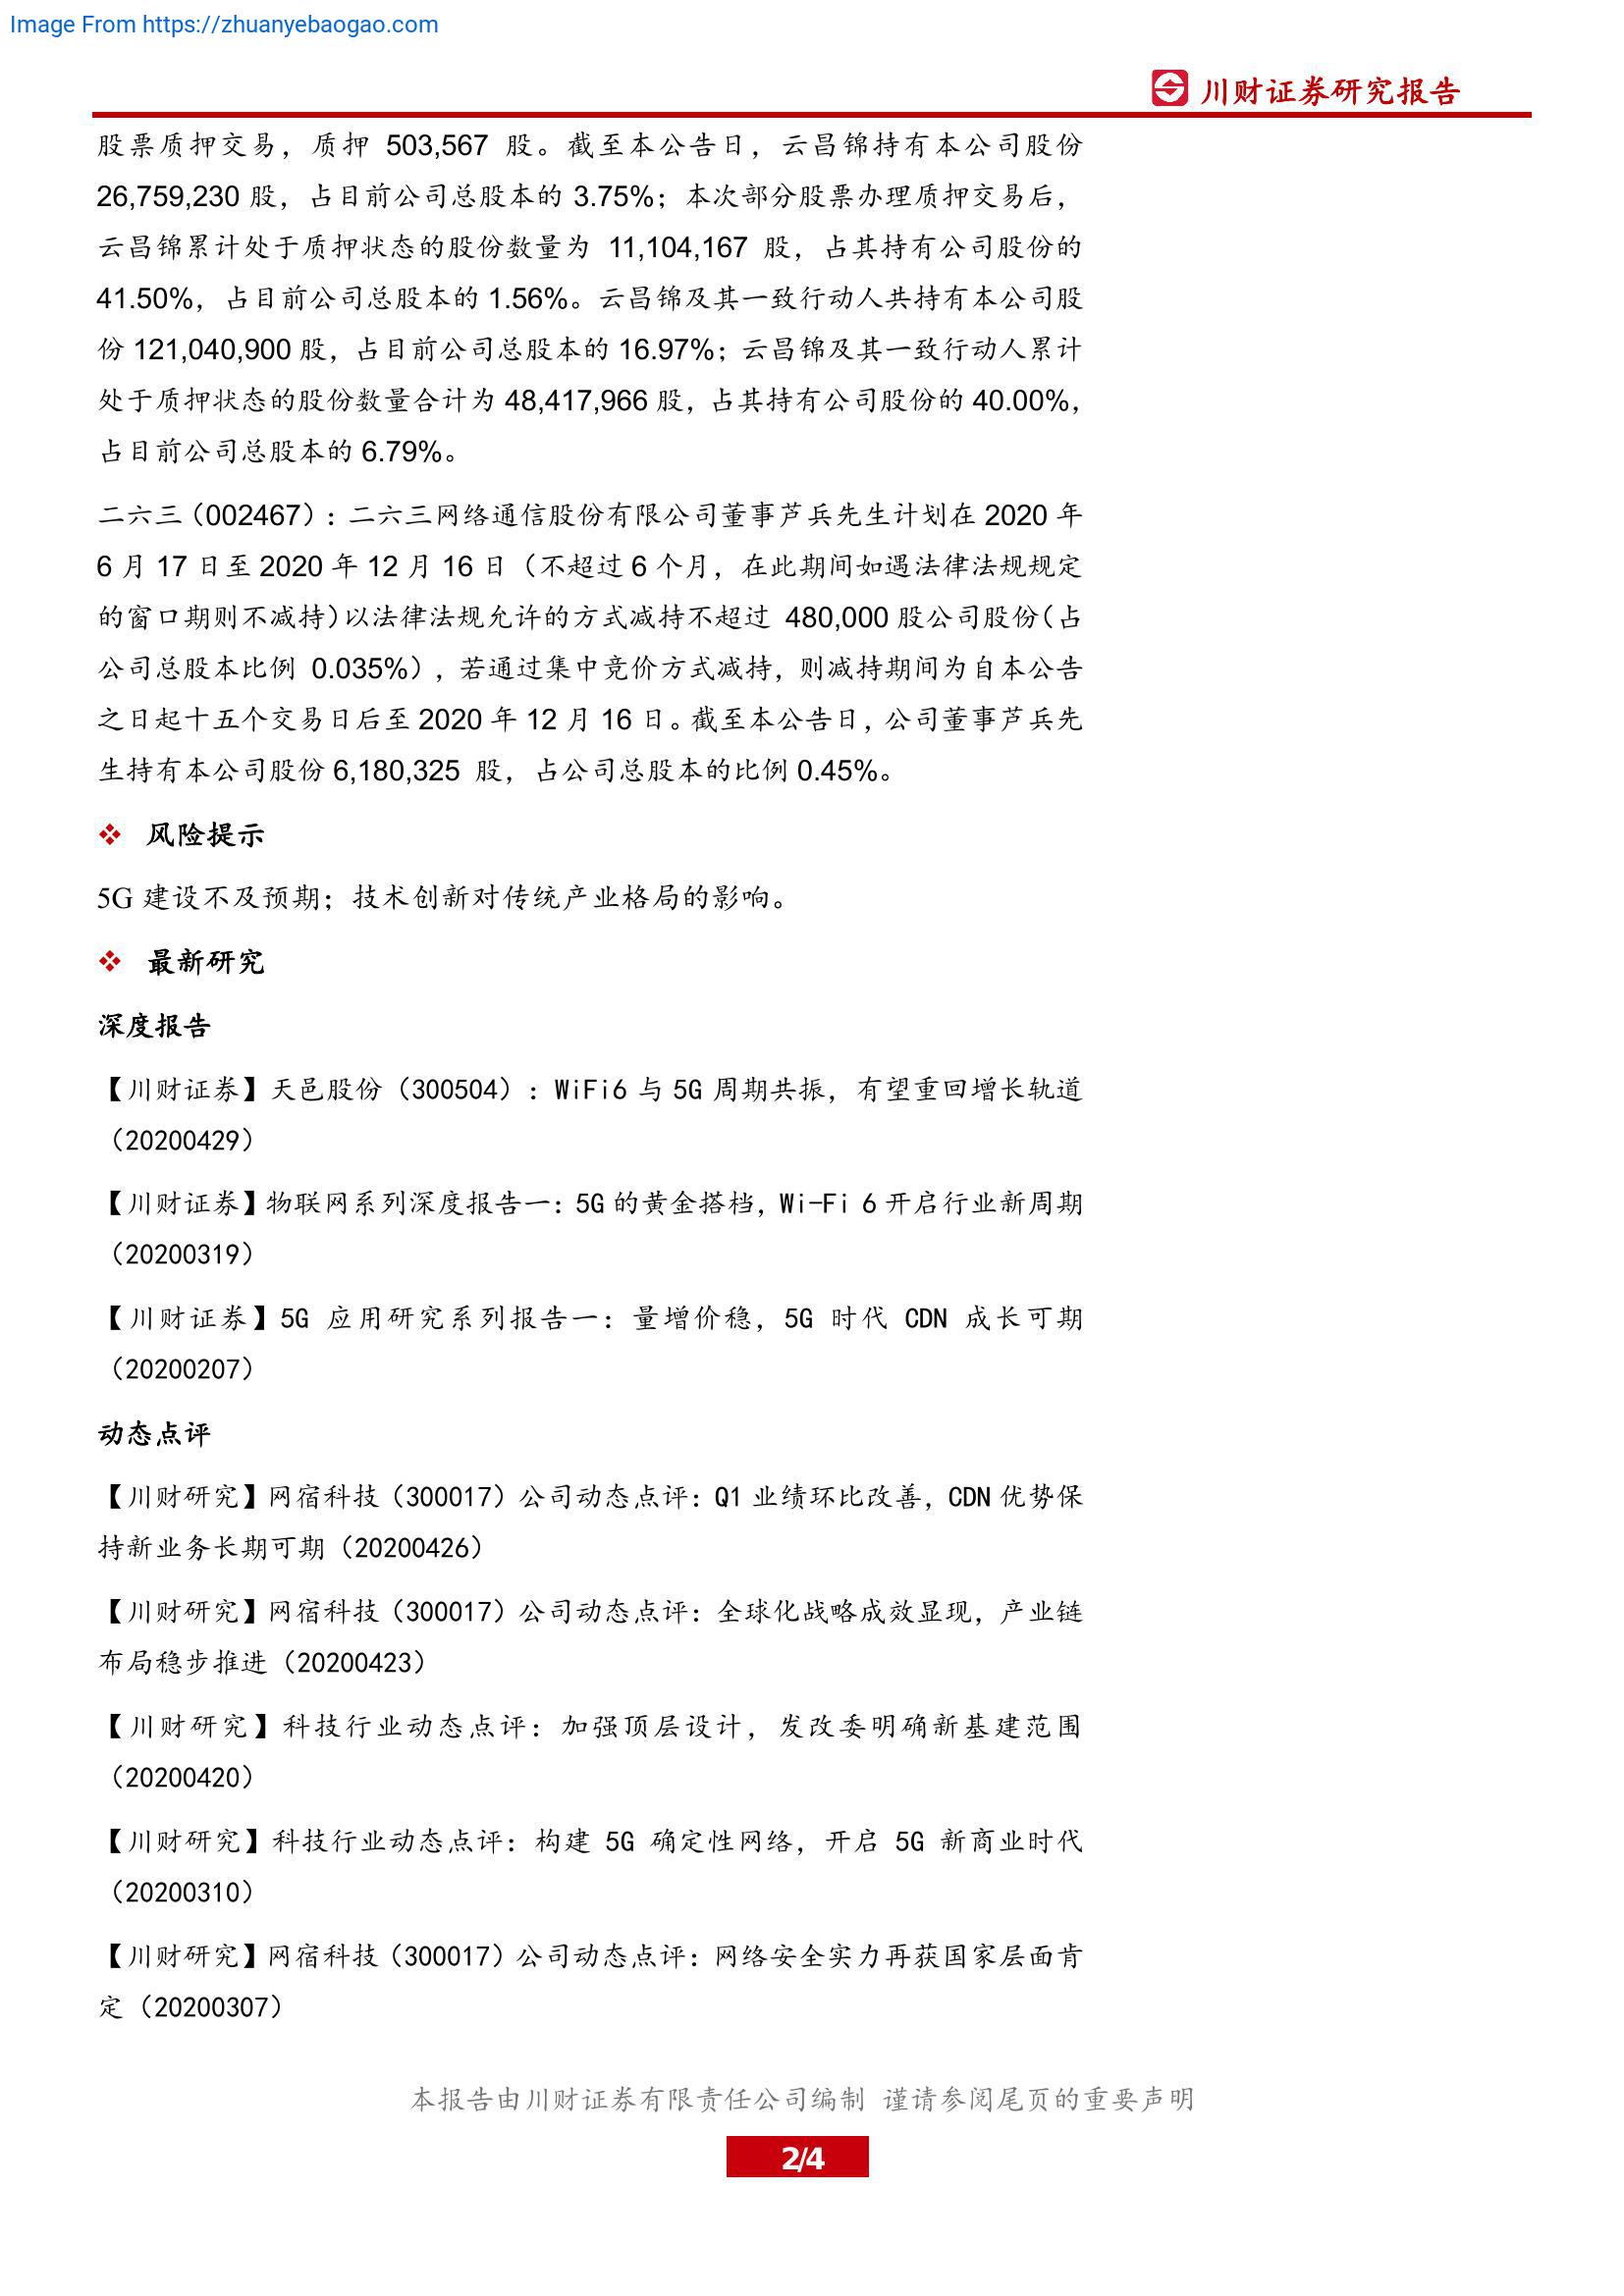 Image From https://zhuanyebaogao.com
川财证券研究报告
股票质押交易，质押 503,567 股。截至本公告日，云昌锦持有本公司股份
26,759,230 股，占目前公司总股本的 3.75%；本次部分股票办理质押交易后，
云昌锦累计处于质押状态的股份数量为 11,104,167 股，占其持有公司股份的
41.50%，占目前公司总股本的 1.56%。云昌锦及其一致行动人共持有本公司股
份 121,040,900 股，占目前公司总股本的 16.97%；云昌锦及其一致行动人累计
处于质押状态的股份数量合计为 48,417,966 股，占其持有公司股份的 40.00%，
占目前公司总股本的 6.79%。
二六三（002467）：二六三网络通信股份有限公司董事芦兵先生计划在 2020 年
6 月 17 日至 2020 年 12 月 16 日（不超过 6 个月，在此期间如遇法律法规规定
的窗口期则不减持）以法律法规允许的方式减持不超过 480,000 股公司股份（占
公司总股本比例 0.035%），若通过集中竞价方式减持，则减持期间为自本公告
之日起十五个交易日后至 2020 年 12 月 16 日。截至本公告日，公司董事芦兵先
生持有本公司股份 6,180,325 股，占公司总股本的比例 0.45%。
❖ 风险提示
5G 建设不及预期；技术创新对传统产业格局的影响。
❖ 最新研究
深度报告
【川财证券】天邑股份（300504）：WiFi6 与 5G 周期共振，有望重回增长轨道
（20200429）
【川财证券】物联网系列深度报告一：5G 的黄金搭档，Wi-Fi 6 开启行业新周期
（20200319）
【川财证券】5G 应用研究系列报告一：量增价稳，5G 时代 CDN 成长可期
（20200207）
动态点评
【川财研究】网宿科技（300017）公司动态点评：Q1 业绩环比改善，CDN 优势保
持新业务长期可期（20200426）
【川财研究】网宿科技（300017）公司动态点评：全球化战略成效显现，产业链
布局稳步推进（20200423）
【川财研究】科技行业动态点评：加强顶层设计，发改委明确新基建范围
（20200420）
【川财研究】科技行业动态点评：构建 5G 确定性网络，开启 5G 新商业时代
（20200310）
【川财研究】网宿科技（300017）公司动态点评：网络安全实力再获国家层面肯
定（20200307）
本报告由川财证券有限责任公司编制 谨请参阅尾页的重要声明
2/4